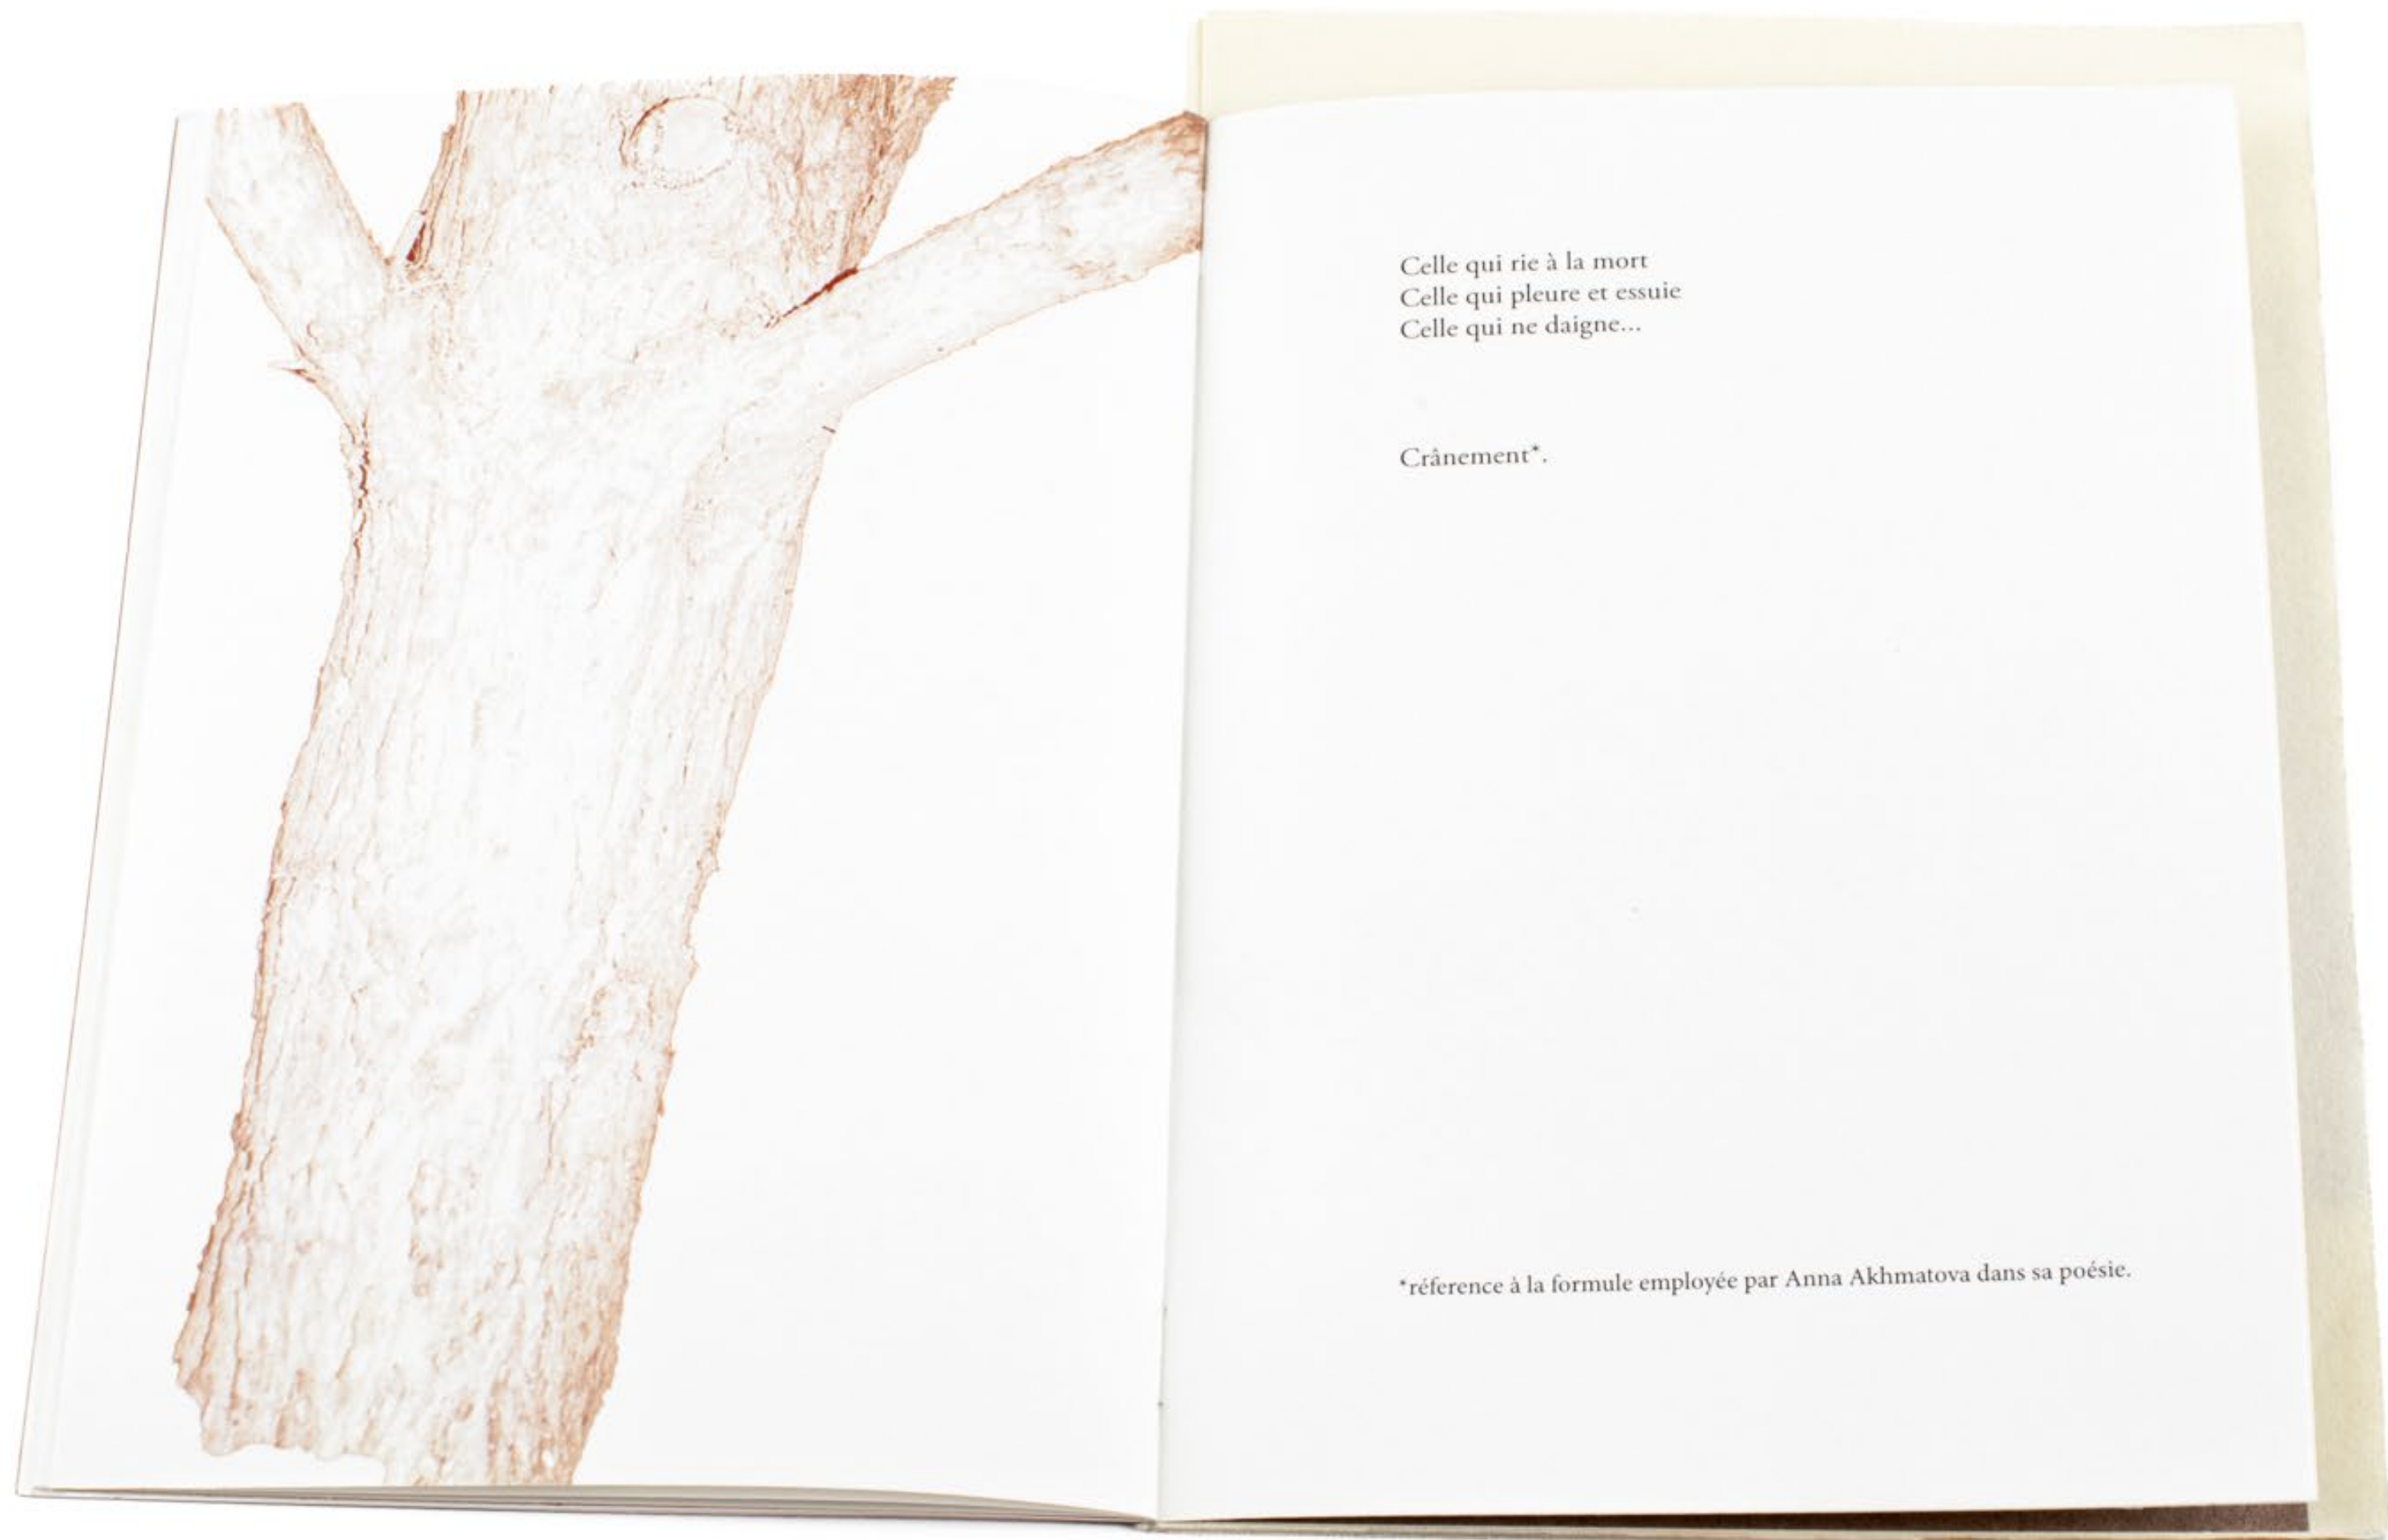 Celle qui rie à la mort
Celle qui pleure et essuie
Celle qui ne daigne...
Crânement*.
*réference à la formule employée par Anna Akhmatova dans sa poésie.